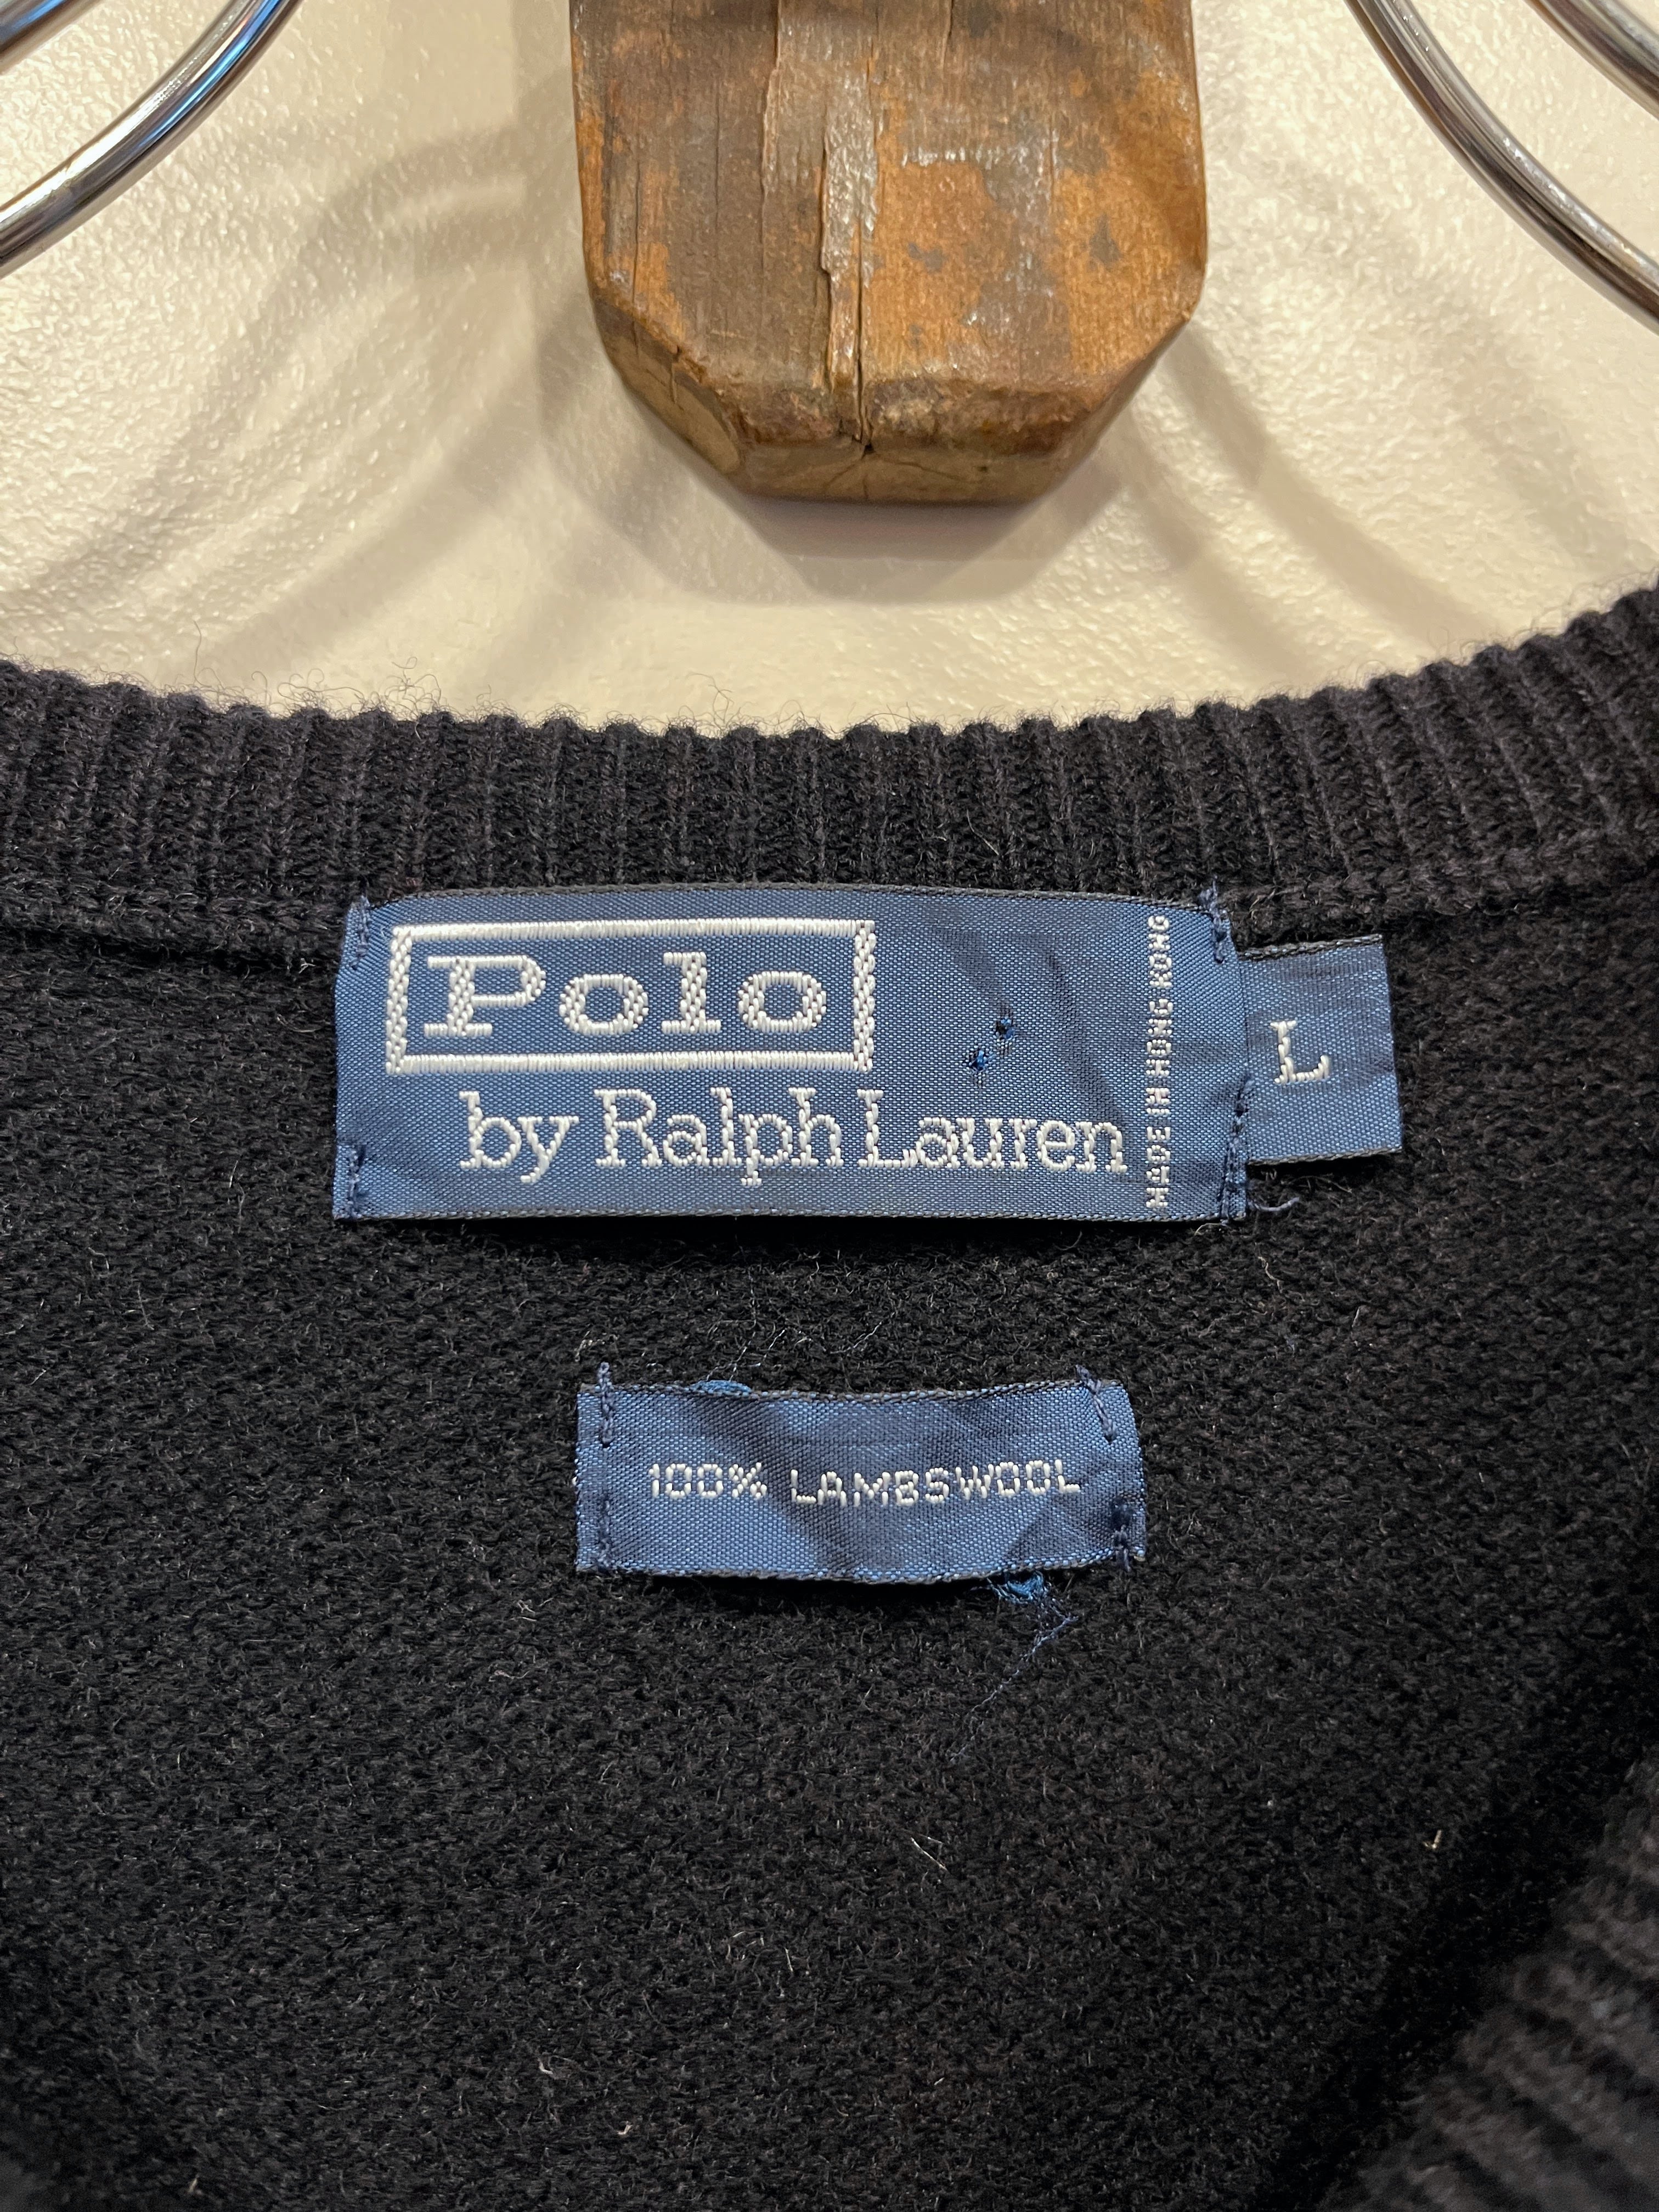 Polo
by Ralph Lauren
MADE IN HONG KONG
L
100% LAMBSWOOL